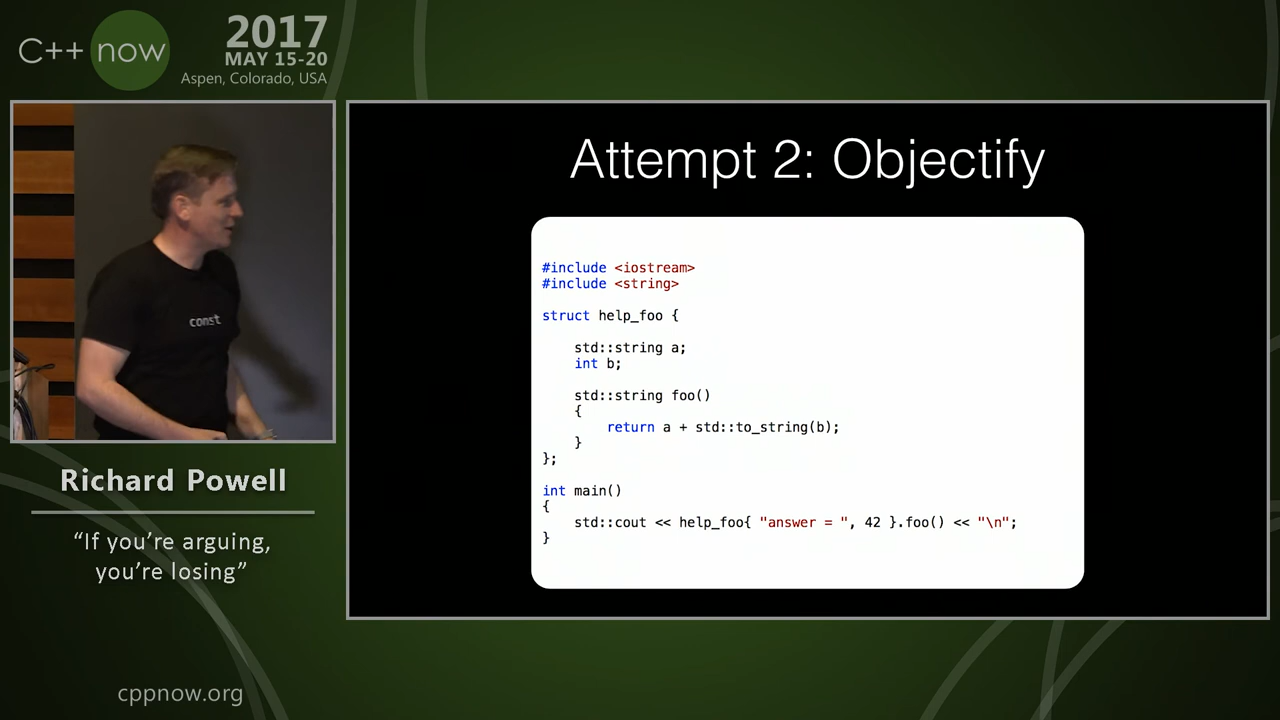 C++ now
2017
MAY 15-20
Aspen, Colorado, USA
const
Richard Powell
“If you’re arguing,
you’re losing”
cppnow.org
Attempt 2: Objectify
#include <iostream>
#include <string>
struct help_foo {
std::string a;
int b;
std::string foo()
{
return a + std::to_string(b);
}
};
int main()
{
std::cout << help_foo{ "answer = ", 42 }.foo() << "\n";
}